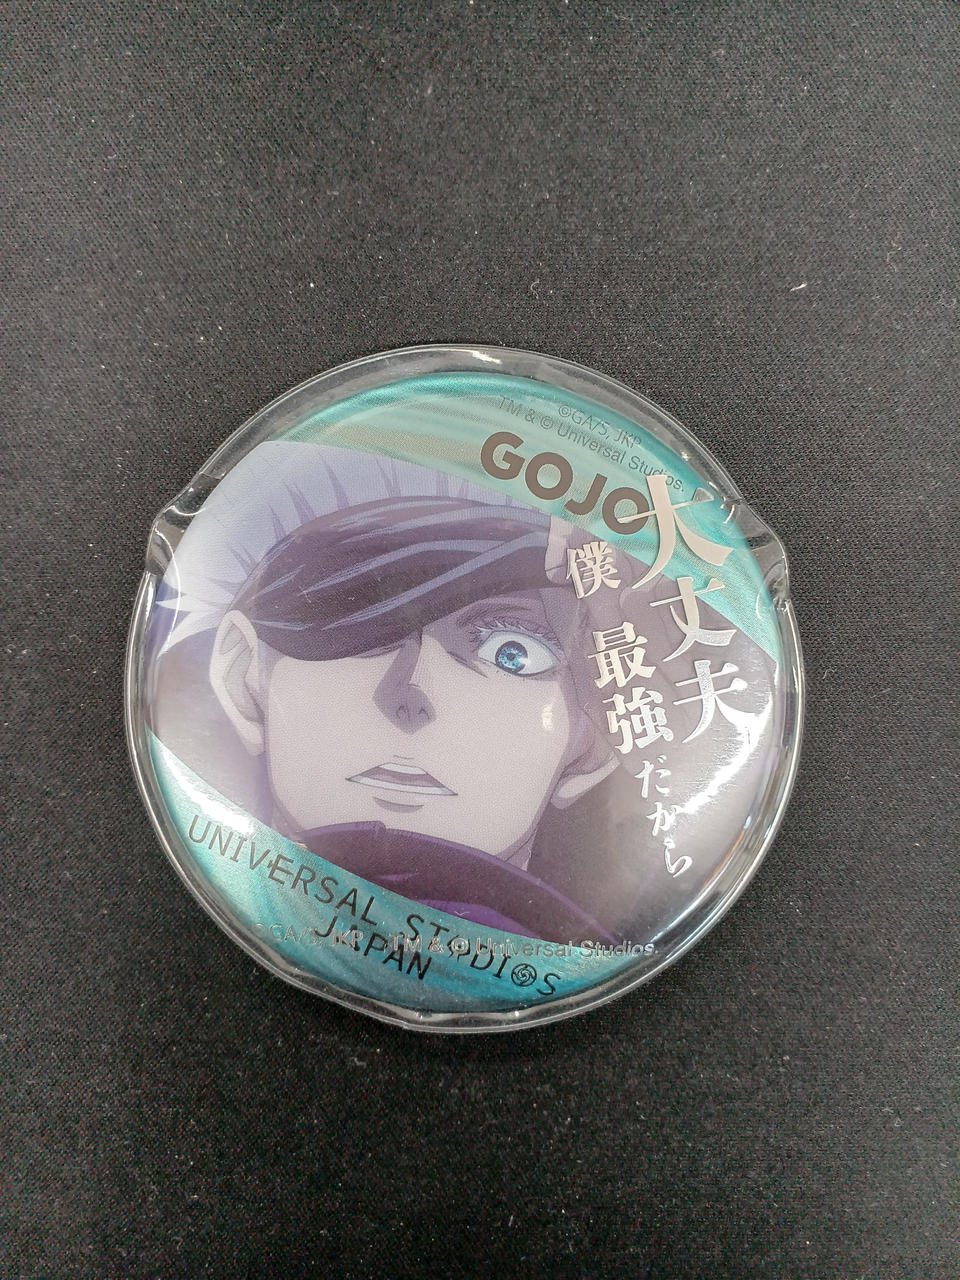 ©GA/S, JKP
TM & © Universal Studios.
GOJO
大丈夫
僕 最強だから
UNIVERSAL STUDIOS
JAPAN
©GA/S, JKP TM & © Universal Studios.